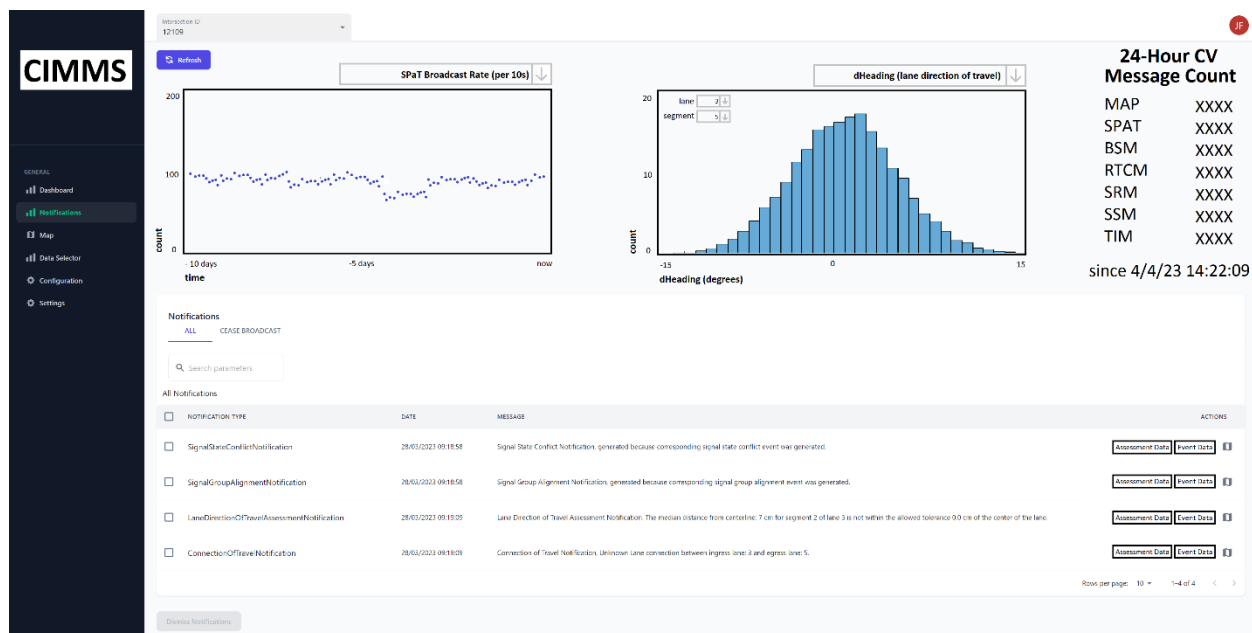 Intersection ID
12109
JF
CIMMS
Refresh
SPaT Broadcast Rate (per 10s)
200
100
0
count
- 10 days
-5 days
now
time
dHeading (lane direction of travel)
lane
segment
5
20
10
0
count
-15
0
15
dHeading (degrees)
24-Hour CV
Message Count
MAP XXXX
SPAT XXXX
BSM XXXX
RTCM XXXX
SRM XXXX
SSM XXXX
TIM XXXX
since 4/4/23 14:22:09
GENERAL
Dashboard
Notifications
Map
Data Selector
Configuration
Settings
Notifications
ALL CEASE BROADCAST
Search parameters
All Notifications
NOTIFICATION TYPE DATE MESSAGE ACTIONS
SignalStateConflictNotification 28/03/2023 09:18:58 Signal State Conflict Notification, generated because corresponding signal state conflict event was generated. Assessment Data Event Data
SignalGroupAlignmentNotification 28/03/2023 09:18:58 Signal Group Alignment Notification, generated because corresponding signal group alignment event was generated. Assessment Data Event Data
LaneDirectionOfTravelAssessmentNotification 28/03/2023 09:19:09 Lane Direction of Travel Assessment Notification. The median distance from centerline: 7 cm for segment 2 of lane 3 is not within the allowed tolerance 0.0 cm of the center of the lane. Assessment Data Event Data
ConnectionOfTravelNotification 28/03/2023 09:18:09 Connection of Travel Notification, Unknown Lane connection between ingress lane: 3 and egress lane: 5. Assessment Data Event Data
Rows per page: 10 1-4 of 4
Dismiss Notifications